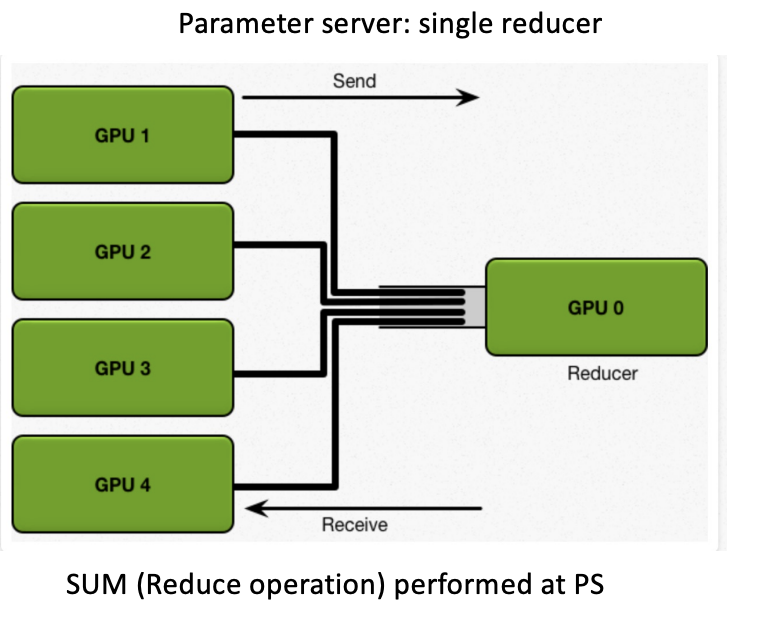 Parameter server: single reducer
Send
GPU 1
GPU 2
GPU 0
GPU 3
Reducer
GPU 4
Receive
SUM (Reduce operation) performed at PS